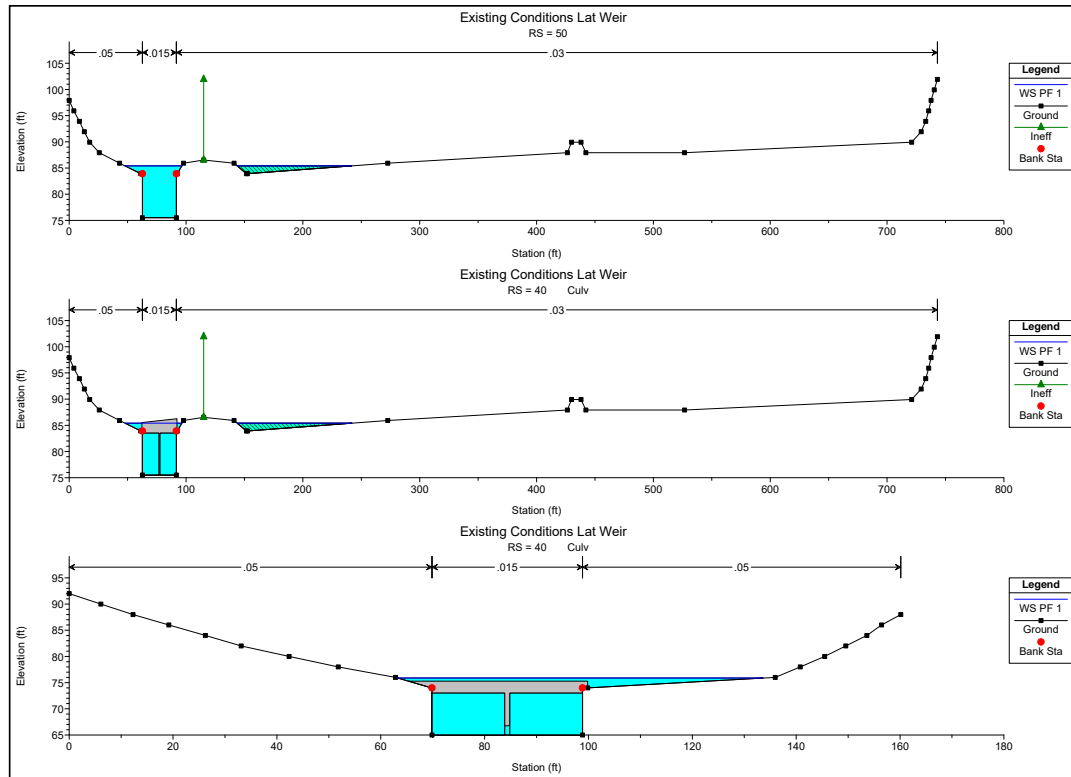 Existing Conditions Lat Weir
RS = 50
.05 .015 .03
105
100
95
90
85
80
75
Elevation (ft)
0 100 200 300 400 500 600 700 800
Station (ft)
Legend
WS PF 1
Ground
Ineff
Bank Sta
Existing Conditions Lat Weir
RS = 40 Culv
.05 .015 .03
105
100
95
90
85
80
75
Elevation (ft)
0 100 200 300 400 500 600 700 800
Station (ft)
Legend
WS PF 1
Ground
Ineff
Bank Sta
Existing Conditions Lat Weir
RS = 40 Culv
.05 .015 .05
95
90
85
80
75
70
65
Elevation (ft)
0 20 40 60 80 100 120 140 160 180
Station (ft)
Legend
WS PF 1
Ground
Bank Sta